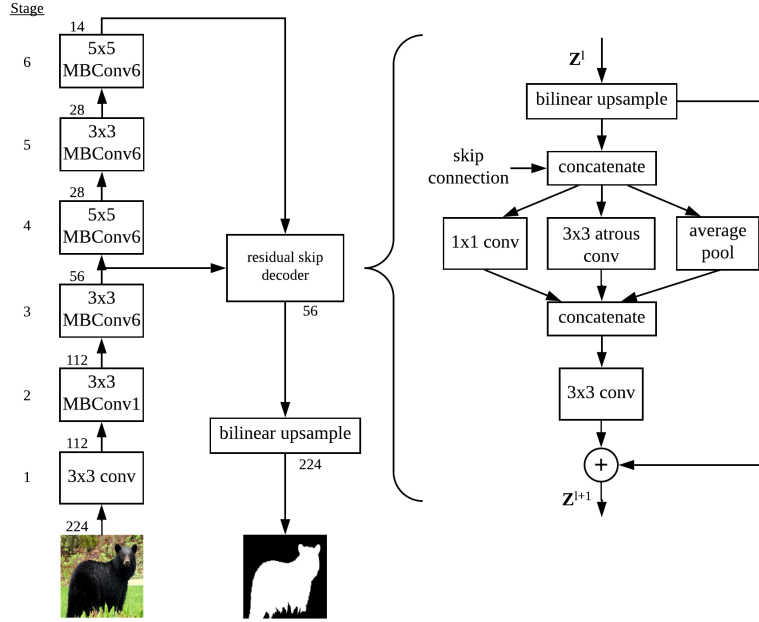 Stage
14
6
5x5
MBConv6
28
5
3x3
MBConv6
28
4
5x5
MBConv6
56
3
3x3
MBConv6
112
2
3x3
MBConv1
112
1
3x3 conv
224
residual skip
decoder
56
bilinear upsample
224
Z^l
bilinear upsample
skip
connection
concatenate
1x1 conv
3x3 atrous
conv
average
pool
concatenate
3x3 conv
+
Z^l+1